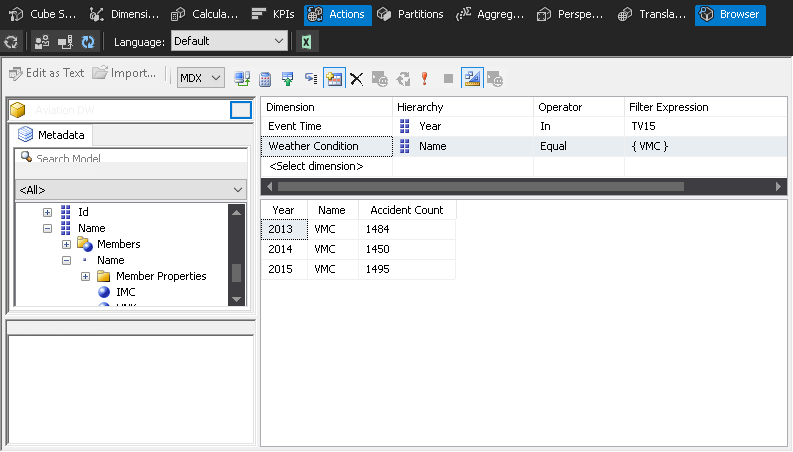 Cube S... Dimensi... Calcula... KPIs Actions Partitions Aggreg... Perspe... Transla... Browser
Language: Default
Edit as Text Import... MDX
Aviation DW
Metadata
Search Model
<All>
Id
Name
Members
Name
Member Properties
IMC
Dimension Hierarchy Operator Filter Expression
Event Time Year In TV15
Weather Condition Name Equal { VMC }
<Select dimension>
Year Name Accident Count
2013 VMC 1484
2014 VMC 1450
2015 VMC 1495